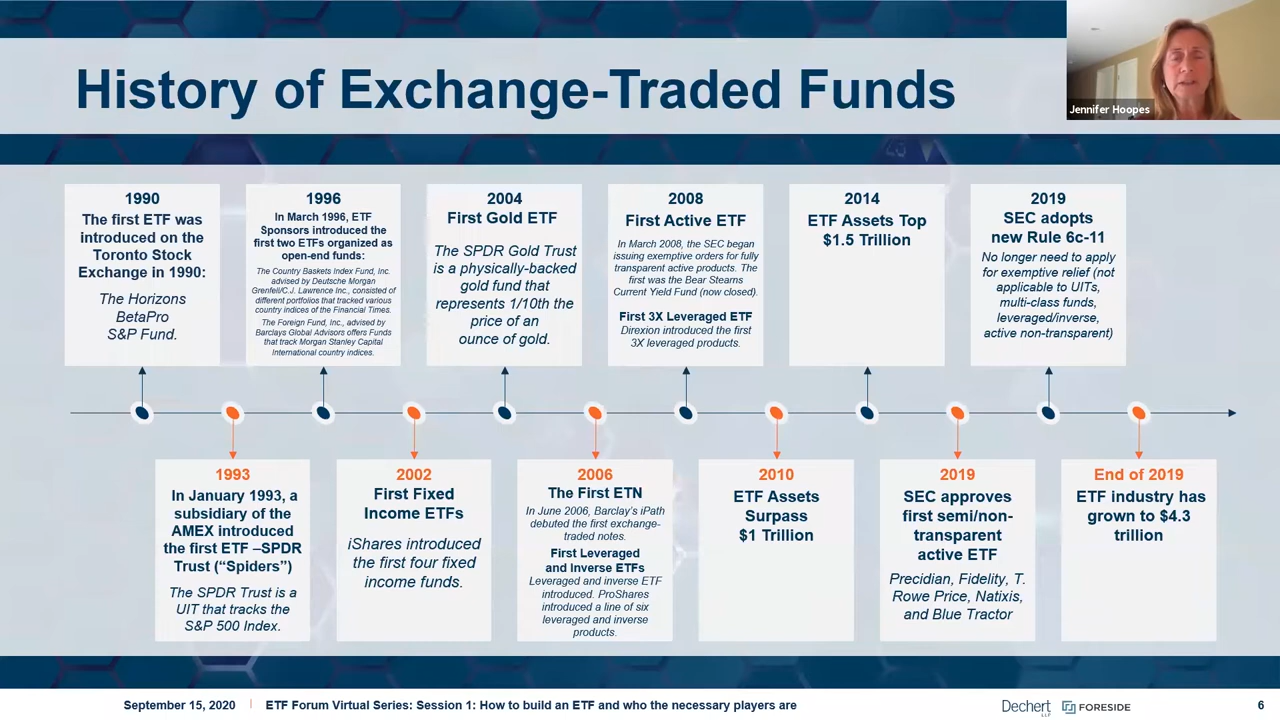 History of Exchange-Traded Funds
Jennifer Hoopes
1990
The first ETF was
introduced on the
Toronto Stock
Exchange in 1990:
The Horizons
BetaPro
S&P Fund.
1996
In March 1996, ETF
Sponsors introduced the
first two ETFs organized as
open-end funds:
The Country Baskets Index Fund, Inc.
advised by Deutsche Morgan
Grenfell/C.J. Lawrence Inc., consisted of
different portfolios that tracked various
country indices of the Financial Times.
The Foreign Fund, Inc., advised by
Barclays Global Advisors offers Funds
that track Morgan Stanley Capital
International country indices.
2004
First Gold ETF
The SPDR Gold Trust
is a physically-backed
gold fund that
represents 1/10th the
price of an
ounce of gold.
2008
First Active ETF
In March 2008, the SEC began
issuing exemptive orders for fully
transparent active products. The
first was the Bear Stearns
Current Yield Fund (now closed).
First 3X Leveraged ETF
Direxion introduced the first
3X leveraged products.
2014
ETF Assets Top
$1.5 Trillion
2019
SEC adopts
new Rule 6c-11
No longer need to apply
for exemptive relief (not
applicable to UITs,
multi-class funds,
leveraged/inverse,
active non-transparent)
1993
In January 1993, a
subsidiary of the
AMEX introduced
the first ETF –SPDR
Trust (“Spiders”)
The SPDR Trust is a
UIT that tracks the
S&P 500 Index.
2002
First Fixed
Income ETFs
iShares introduced
the first four fixed
income funds.
2006
The First ETN
In June 2006, Barclay's iPath
debuted the first exchange-
traded notes.
First Leveraged
and Inverse ETFs
Leveraged and inverse ETF
introduced. ProShares
introduced a line of six
leveraged and inverse
products.
2010
ETF Assets
Surpass
$1 Trillion
2019
SEC approves
first semi/non-
transparent
active ETF
Precidian, Fidelity, T.
Rowe Price, Natixis,
and Blue Tractor
End of 2019
ETF industry has
grown to $4.3
trillion
September 15, 2020 | ETF Forum Virtual Series: Session 1: How to build an ETF and who the necessary players are
Dechert
LLP
FORESIDE
6